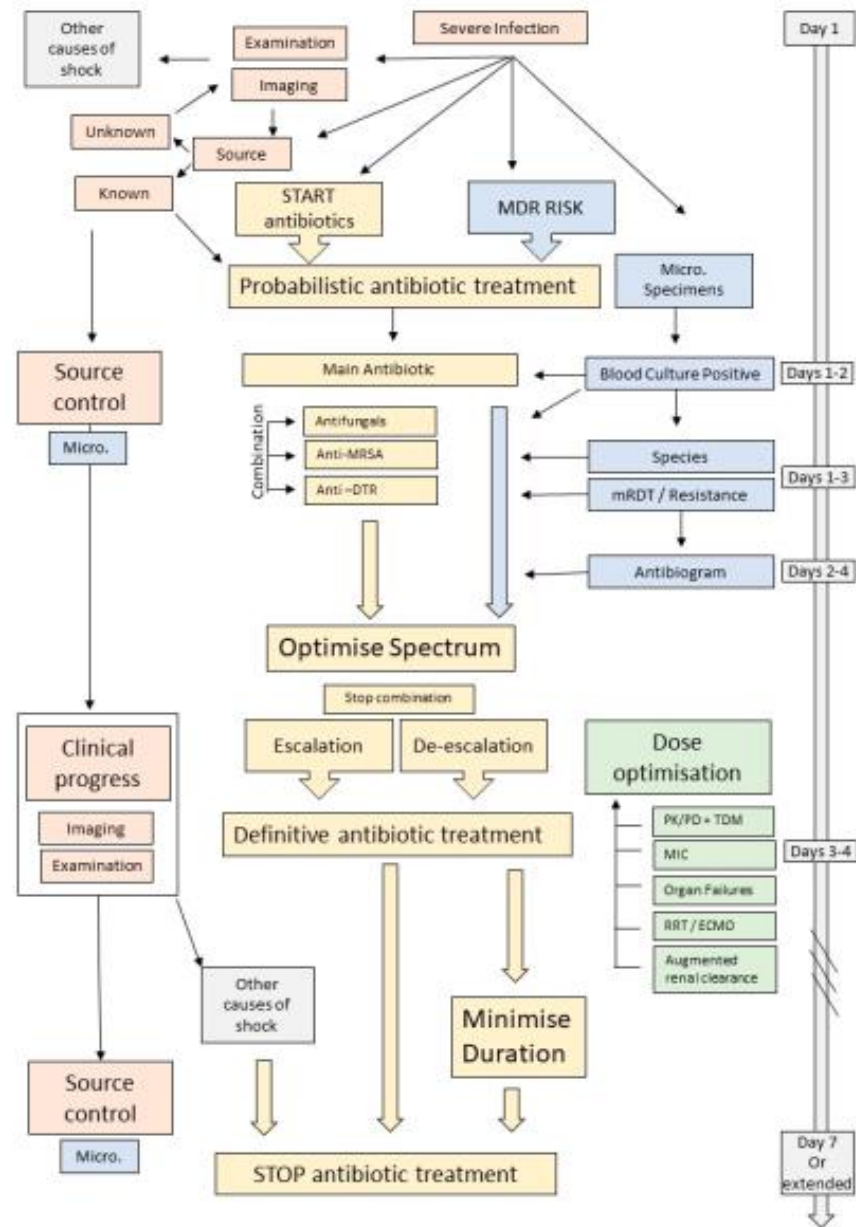 Other
causes of
shock
Examination
Imaging
Severe Infection
Day 1
Unknown
Source
Known
START
antibiotics
MDR RISK
Probabilistic antibiotic treatment
Micro.
Specimens
Main Antibiotic
Blood Culture Positive
Days 1-2
Source
control
Micro.
Combination
Antifungals
Anti-MRSA
Anti-DTR
Species
mRDT / Resistance
Days 1-3
Antibiogram
Days 2-4
Optimise Spectrum
Stop combination
Escalation
De-escalation
Clinical
progress
Imaging
Examination
Dose
optimisation
Definitive antibiotic treatment
PK/PD + TDM
MIC
Organ Failures
RRT / ECMO
Augmented
renal clearance
Days 3-4
Other
causes of
shock
Minimise
Duration
Source
control
Micro.
STOP antibiotic treatment
Day 7
Or
extended